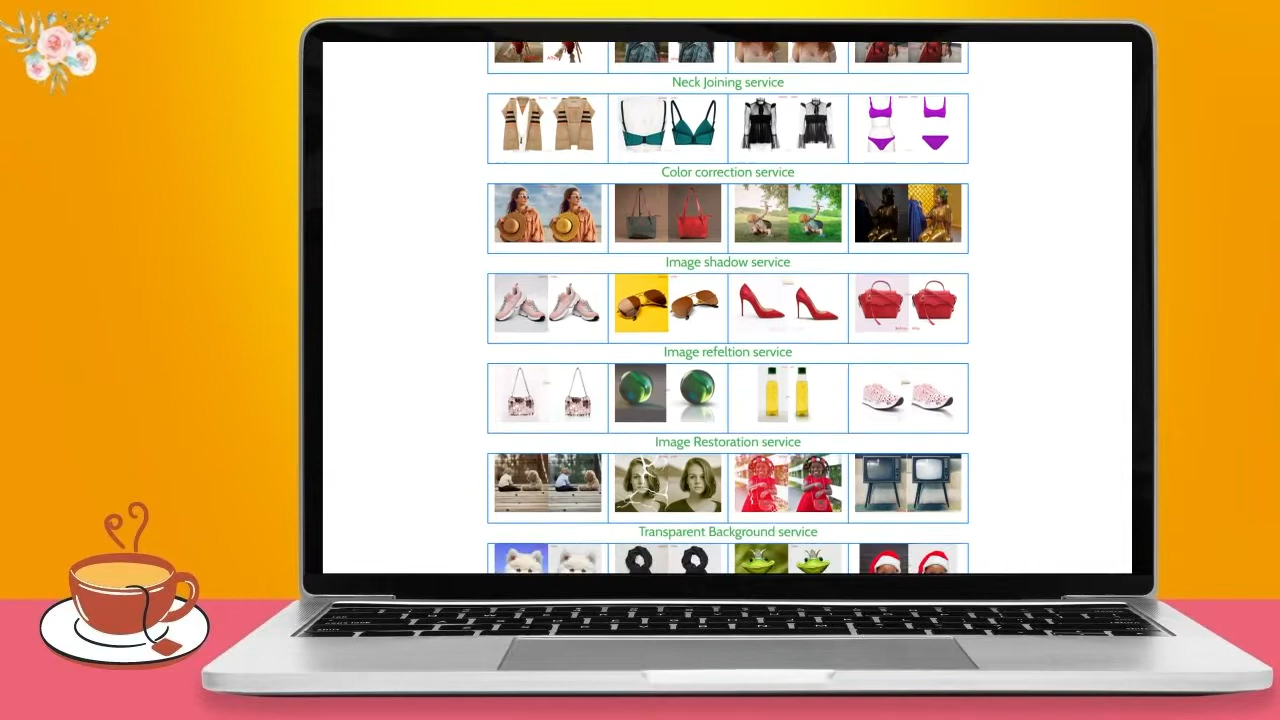 Neck Joining service
Color correction service
Image shadow service
Image refeltion service
Image Restoration service
Transparent Background service